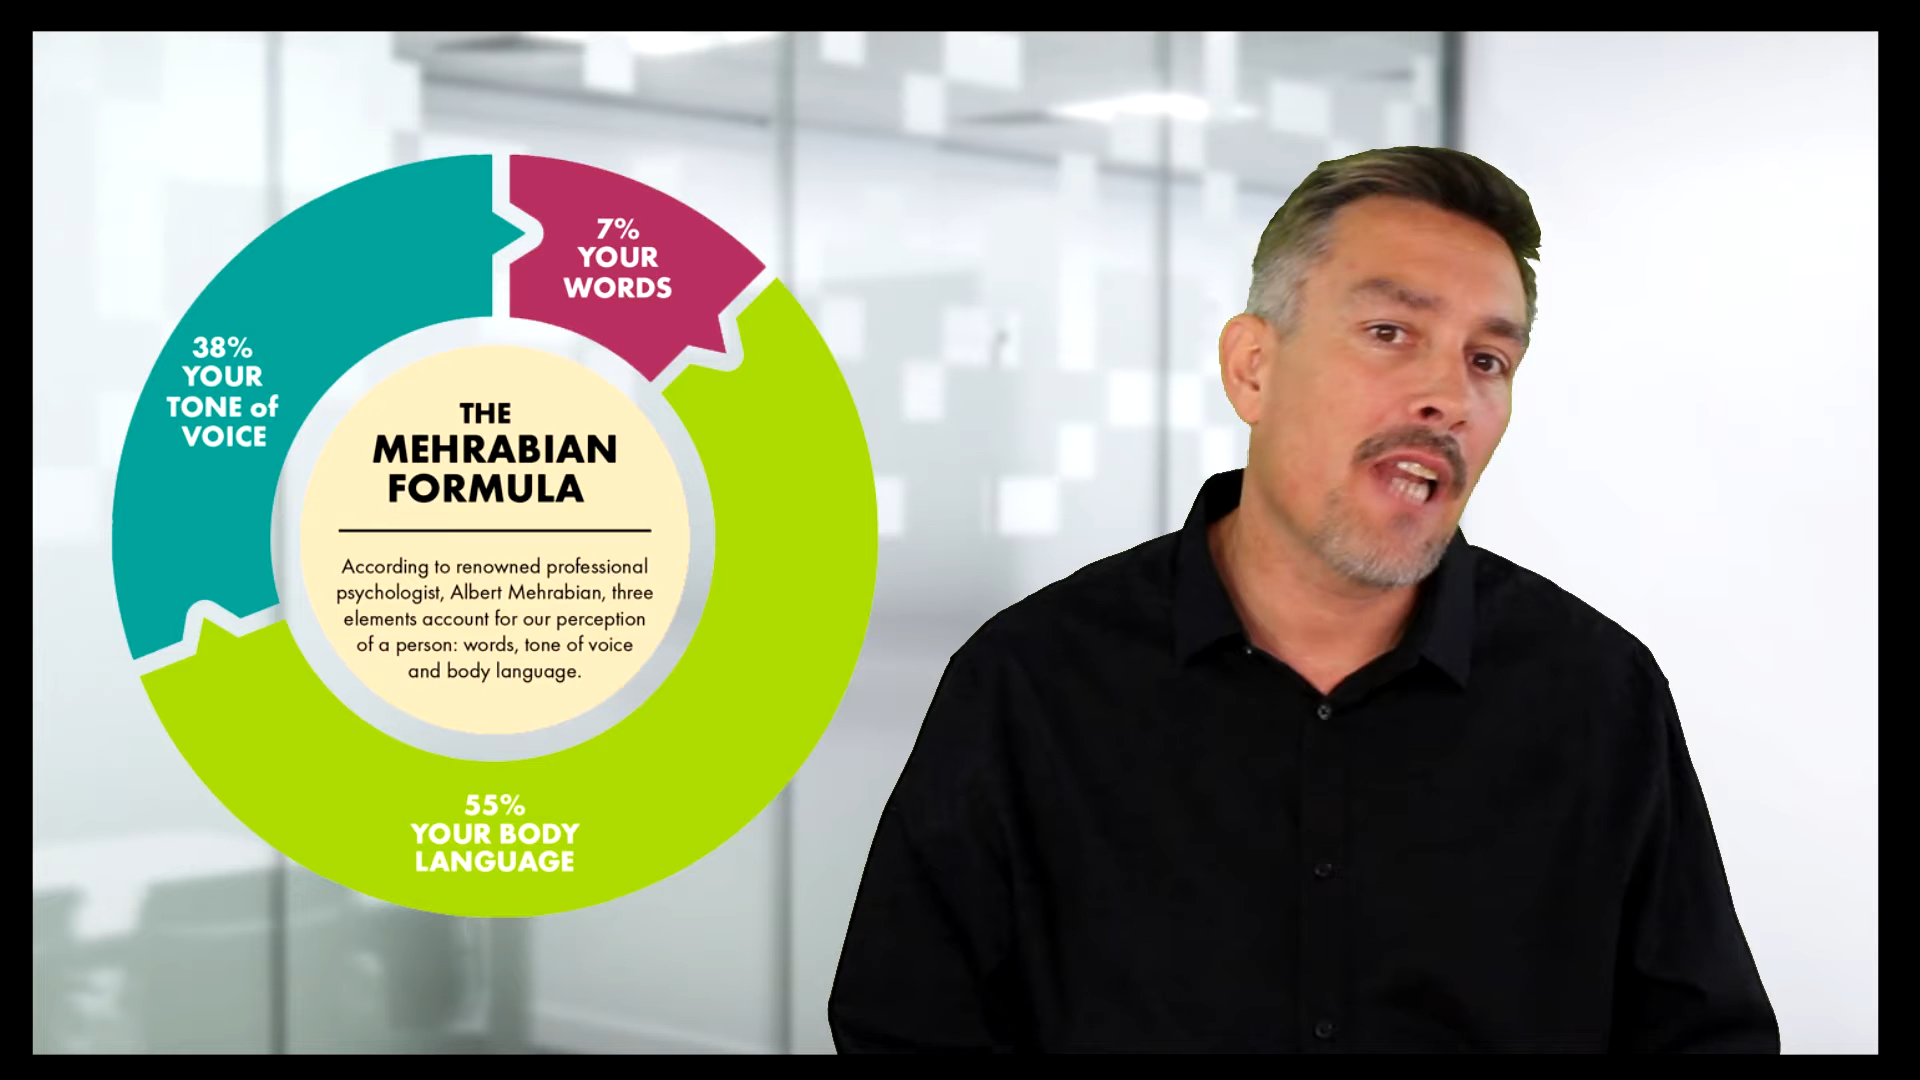 7%
YOUR
WORDS
38%
YOUR
TONE of
VOICE
THE
MEHRABIAN
FORMULA
According to renowned professional
psychologist, Albert Mehrabian, three
elements account for our perception
of a person: words, tone of voice
and body language.
55%
YOUR BODY
LANGUAGE